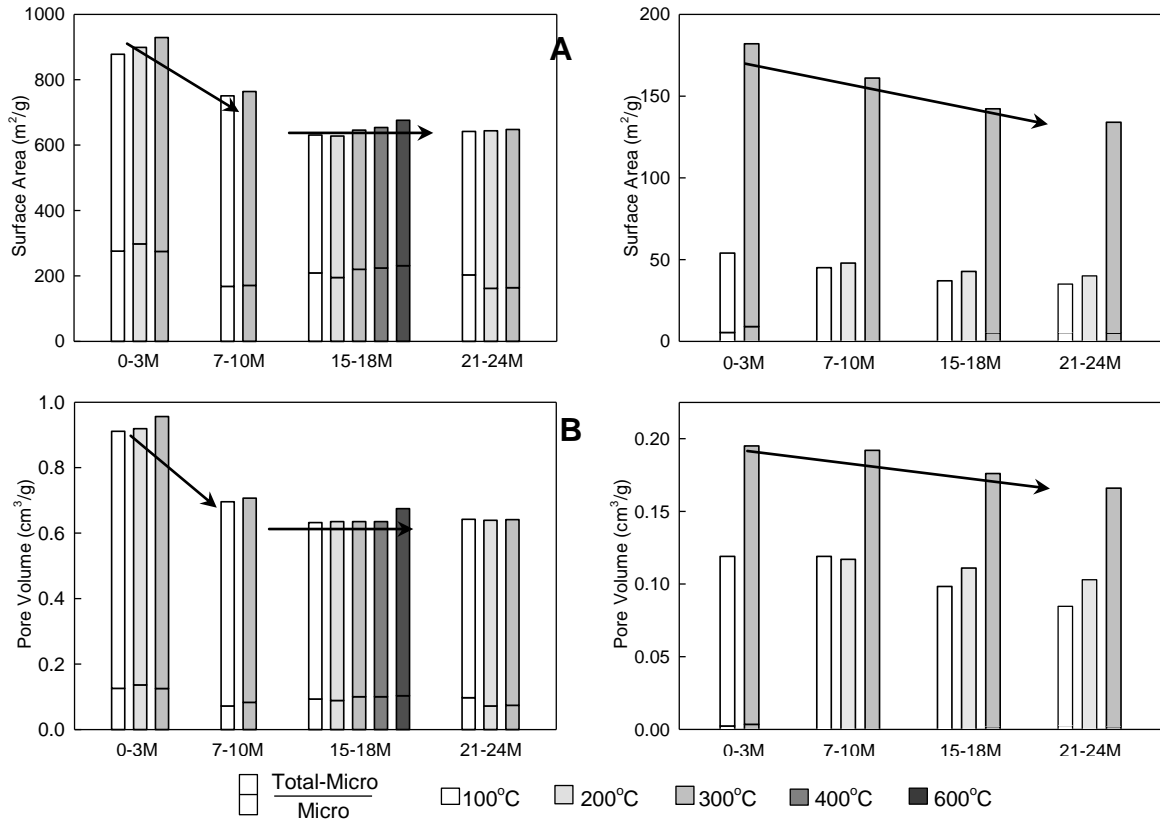 A
1000
800
600
400
200
0
Surface Area (m²/g)
0-3M 7-10M 15-18M 21-24M
200
150
100
50
0
Surface Area (m²/g)
0-3M 7-10M 15-18M 21-24M
B
1.0
0.8
0.6
0.4
0.2
0.0
Pore Volume (cm³/g)
0-3M 7-10M 15-18M 21-24M
0.20
0.15
0.10
0.05
0.00
Pore Volume (cm³/g)
0-3M 7-10M 15-18M 21-24M
Total-Micro
Micro
100°C 200°C 300°C 400°C 600°C